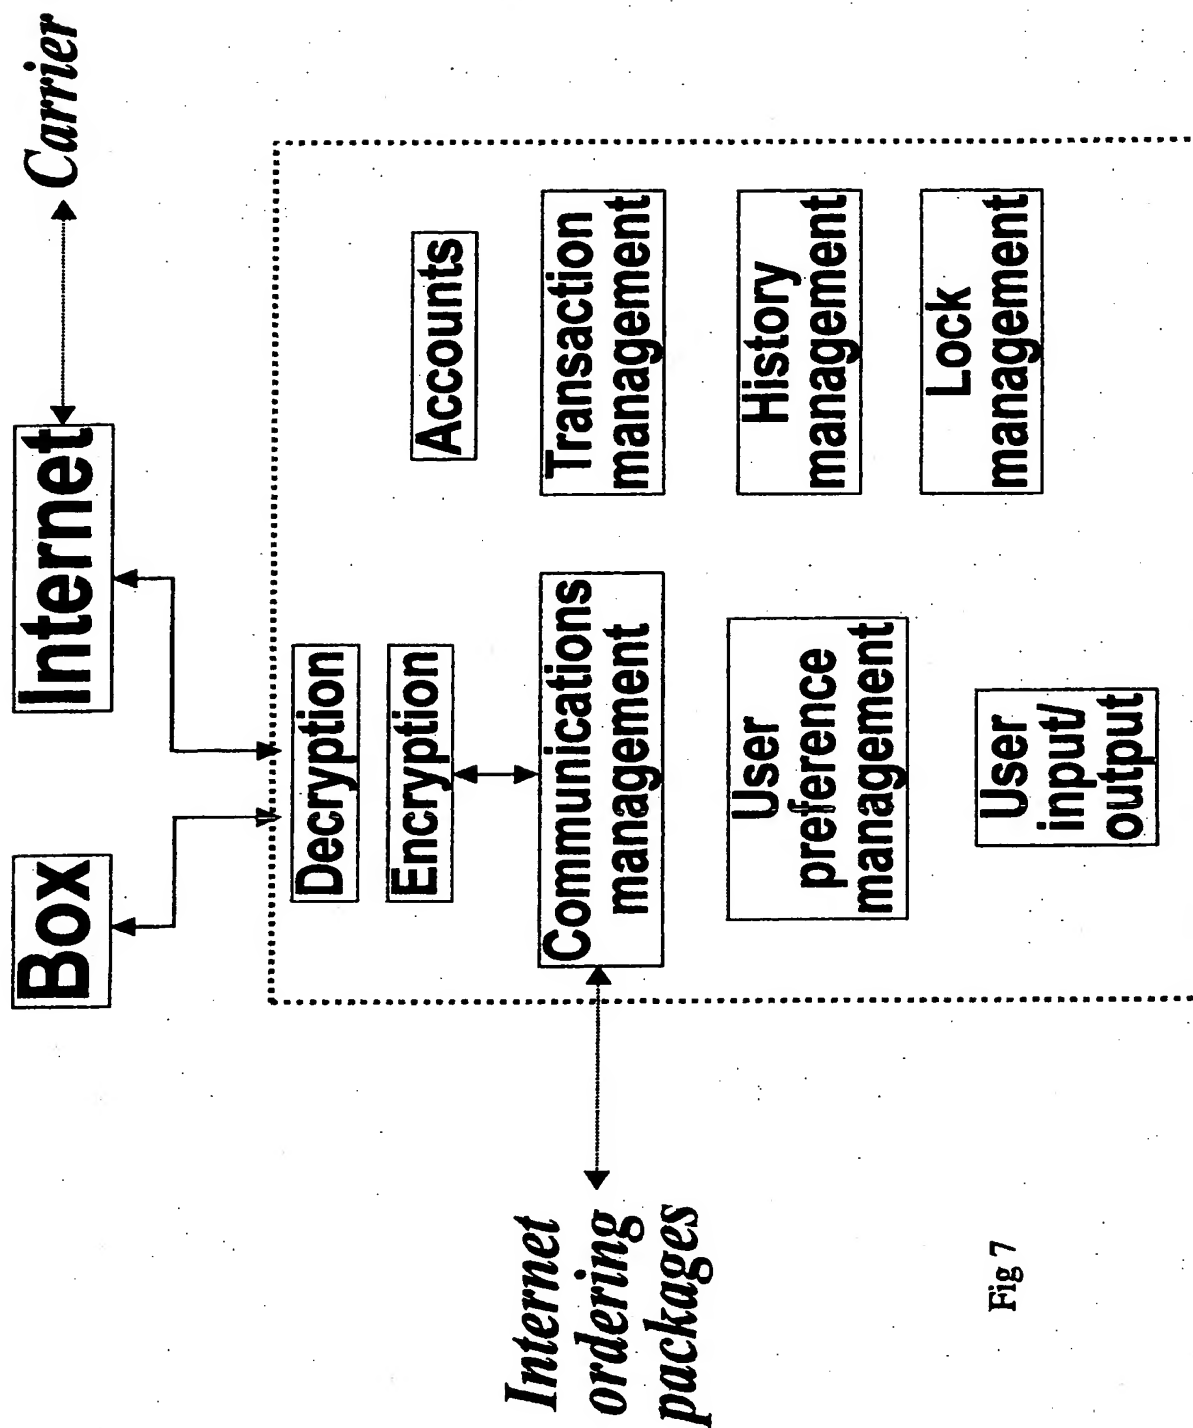 Box
Internet
Carrier
Decryption
Encryption
Accounts
Internet
ordering
packages
Communications
management
Transaction
management
User
preference
management
History
management
Lock
management
User
input/
output
Fig 7